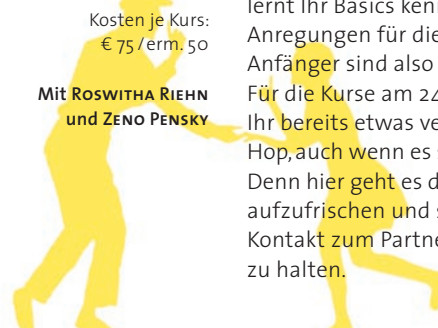 Kosten je Kurs:
€ 75 / erm. 50
Mit Roswitha Riehn
und Zeno Pensky
lernt Ihr Basics
Anregungen für die
Anfänger sind also
Für die Kurse am
Ihr bereits etwas
Hop, auch wenn es
Denn hier geht es
aufzufrischen und
Kontakt zum
zu halten.